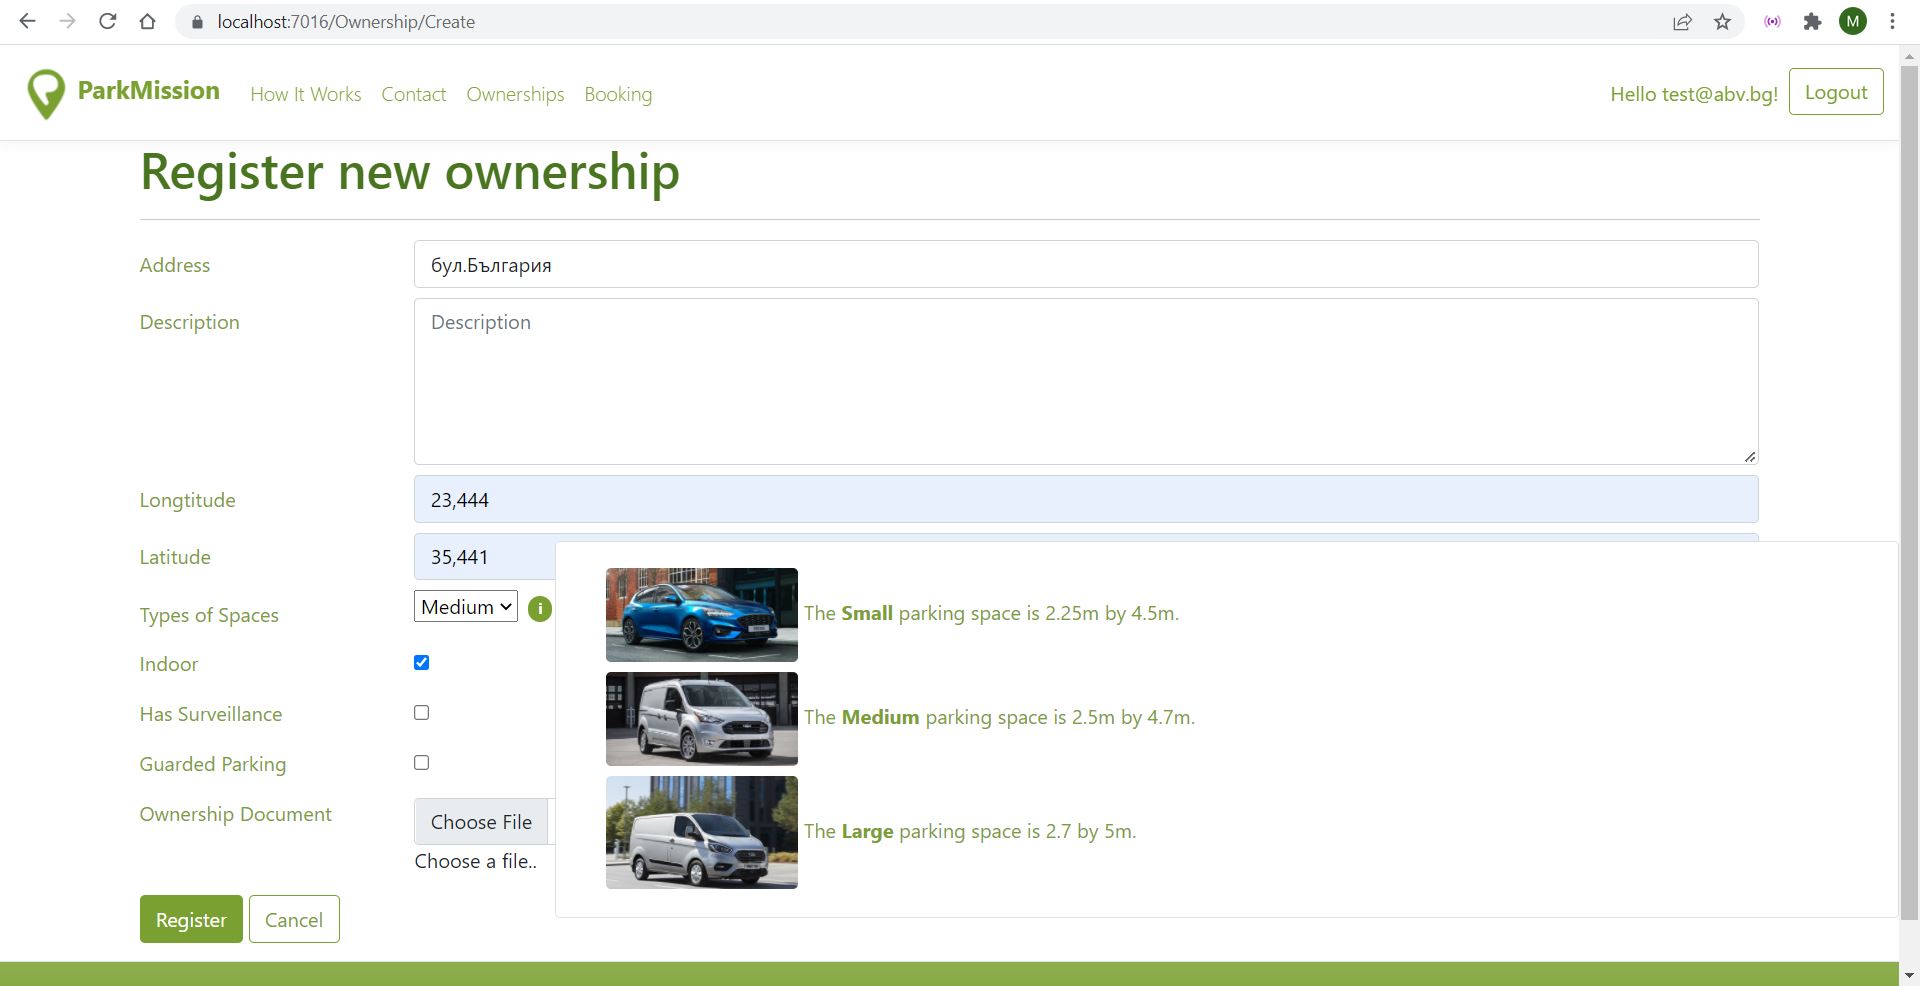 localhost:7016/Ownership/Create
M
ParkMission How It Works Contact Ownerships Booking Hello test@abv.bg! Logout
Register new ownership
Address бул.България
Description Description
Longtitude 23,444
Latitude 35,441
Types of Spaces Medium i
The Small parking space is 2.25m by 4.5m.
Indoor
Has Surveillance
The Medium parking space is 2.5m by 4.7m.
Guarded Parking
Ownership Document Choose File
The Large parking space is 2.7 by 5m.
Choose a file..
Register Cancel